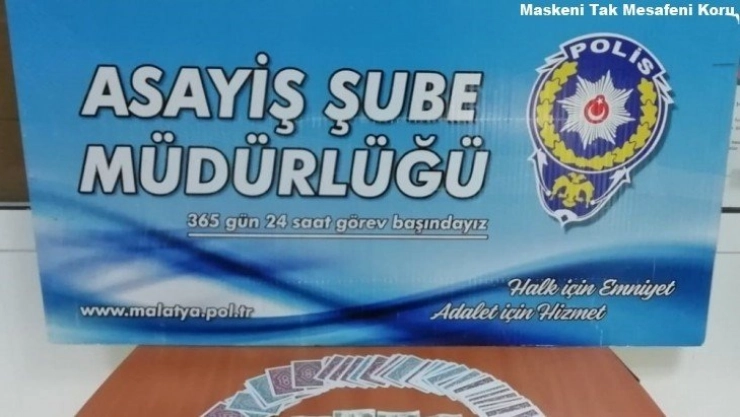 Maskeni Tak Mesafeni Koru
POLİS
ASAYİŞ ŞUBE
MÜDÜRLÜĞÜ
365 gün 24 saat görev başındayız
Halk için Emniyet
www.malatya.pol.tr
Adalet için Hizmet